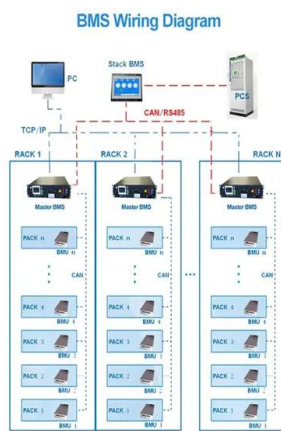 BMS Wiring Diagram
PC
Stack BMS
PCS
CAN/RS485
TCP/IP
RACK 1
RACK 2
RACK N
Master BMS
Master BMS
Master BMS
PACK n
BMU n
PACK n
BMU n
PACK n
BMU n
CAN
CAN
CAN
PACK 4
BMU 4
PACK 4
BMU 4
PACK 4
BMU 4
PACK 3
BMU 3
PACK 3
BMU 3
PACK 3
BMU 3
PACK 2
BMU 2
PACK 2
BMU 2
PACK 2
BMU 2
PACK 1
BMU 1
PACK 1
BMU 1
PACK 1
BMU 1